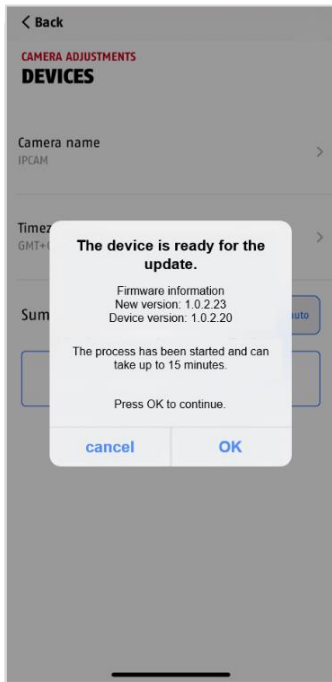 Back
CAMERA ADJUSTMENTS
DEVICES
Camera name
IPCAM
The device is ready for the
update.
Firmware information
New version: 1.0.2.23
Device version: 1.0.2.20
The process has been started and can
take up to 15 minutes.
Press OK to continue.
cancel OK